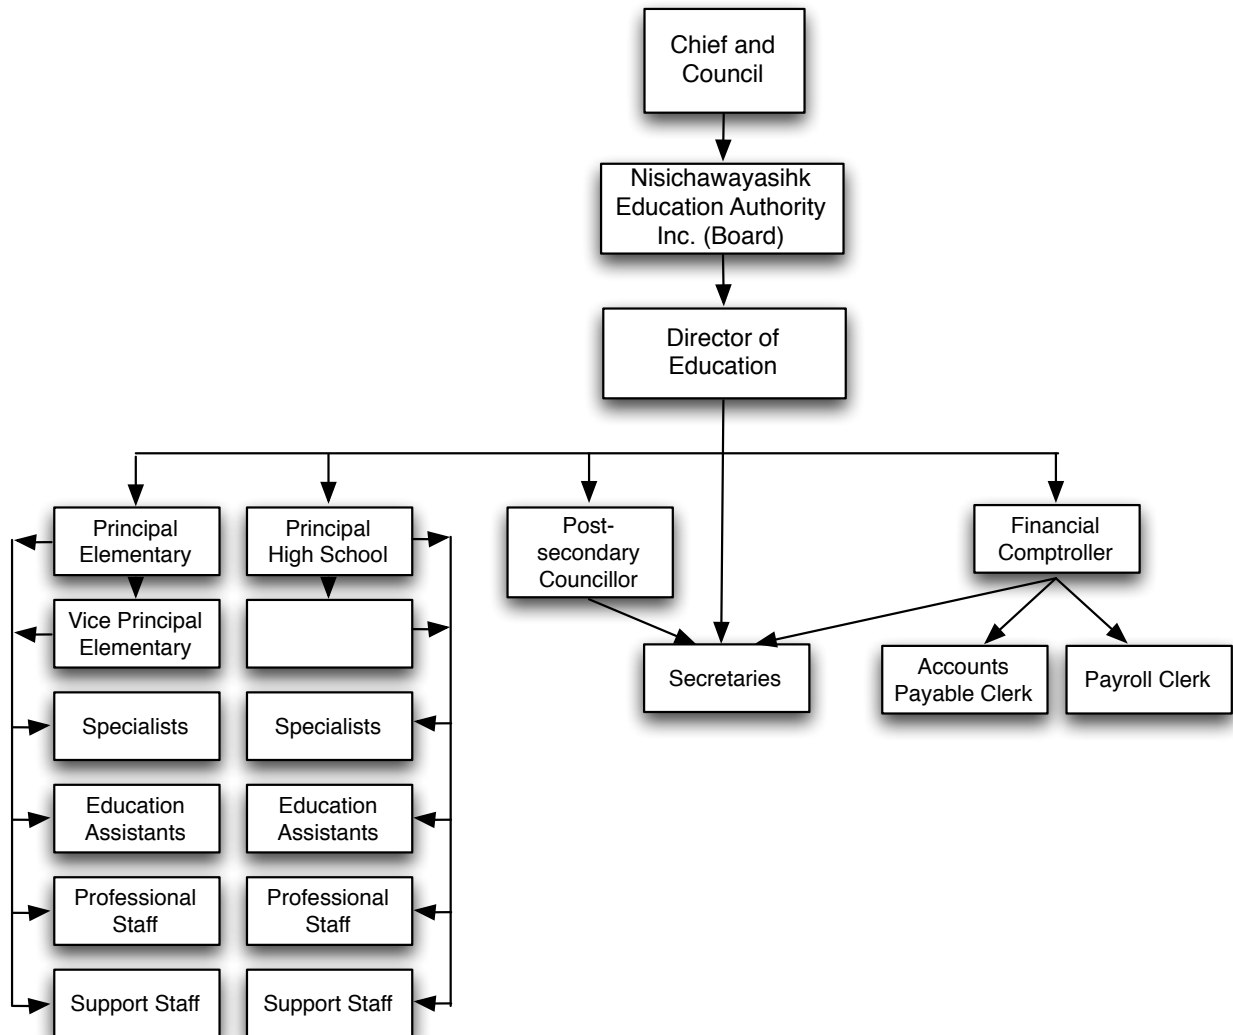 Chief and
Council
Nisichawayasihk
Education Authority
Inc. (Board)
Director of
Education
Principal
Elementary
Principal
High School
Post-
secondary
Councillor
Financial
Comptroller
Vice Principal
Elementary
Secretaries
Accounts
Payable Clerk
Payroll Clerk
Specialists
Specialists
Education
Assistants
Education
Assistants
Professional
Staff
Professional
Staff
Support Staff
Support Staff